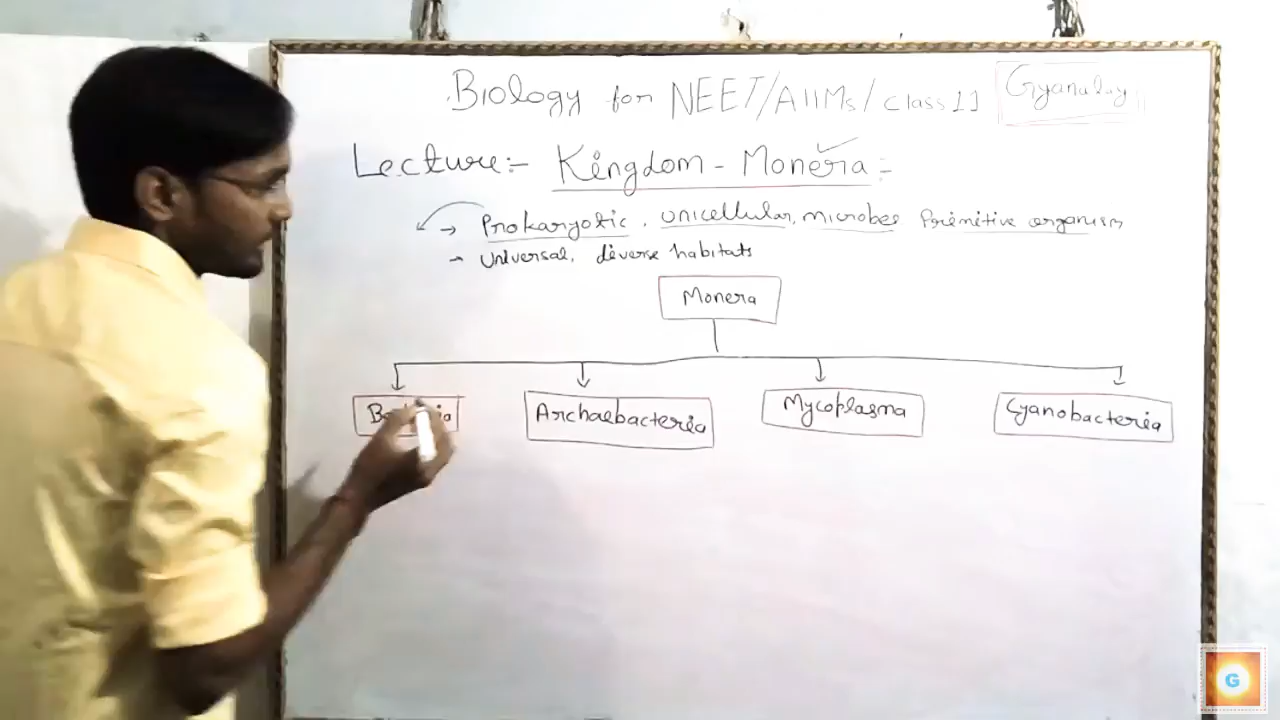 Biology for NEET/AIIMs/class 11 Gyanalay
Lecture:- Kingdom-Monera:-
→ Prokaryotic, unicellular, microbes Primitive organism
→ Universal, diverse habitats
Monera
Bacteria Archaebacteria Mycoplasma Cyanobacteria
G